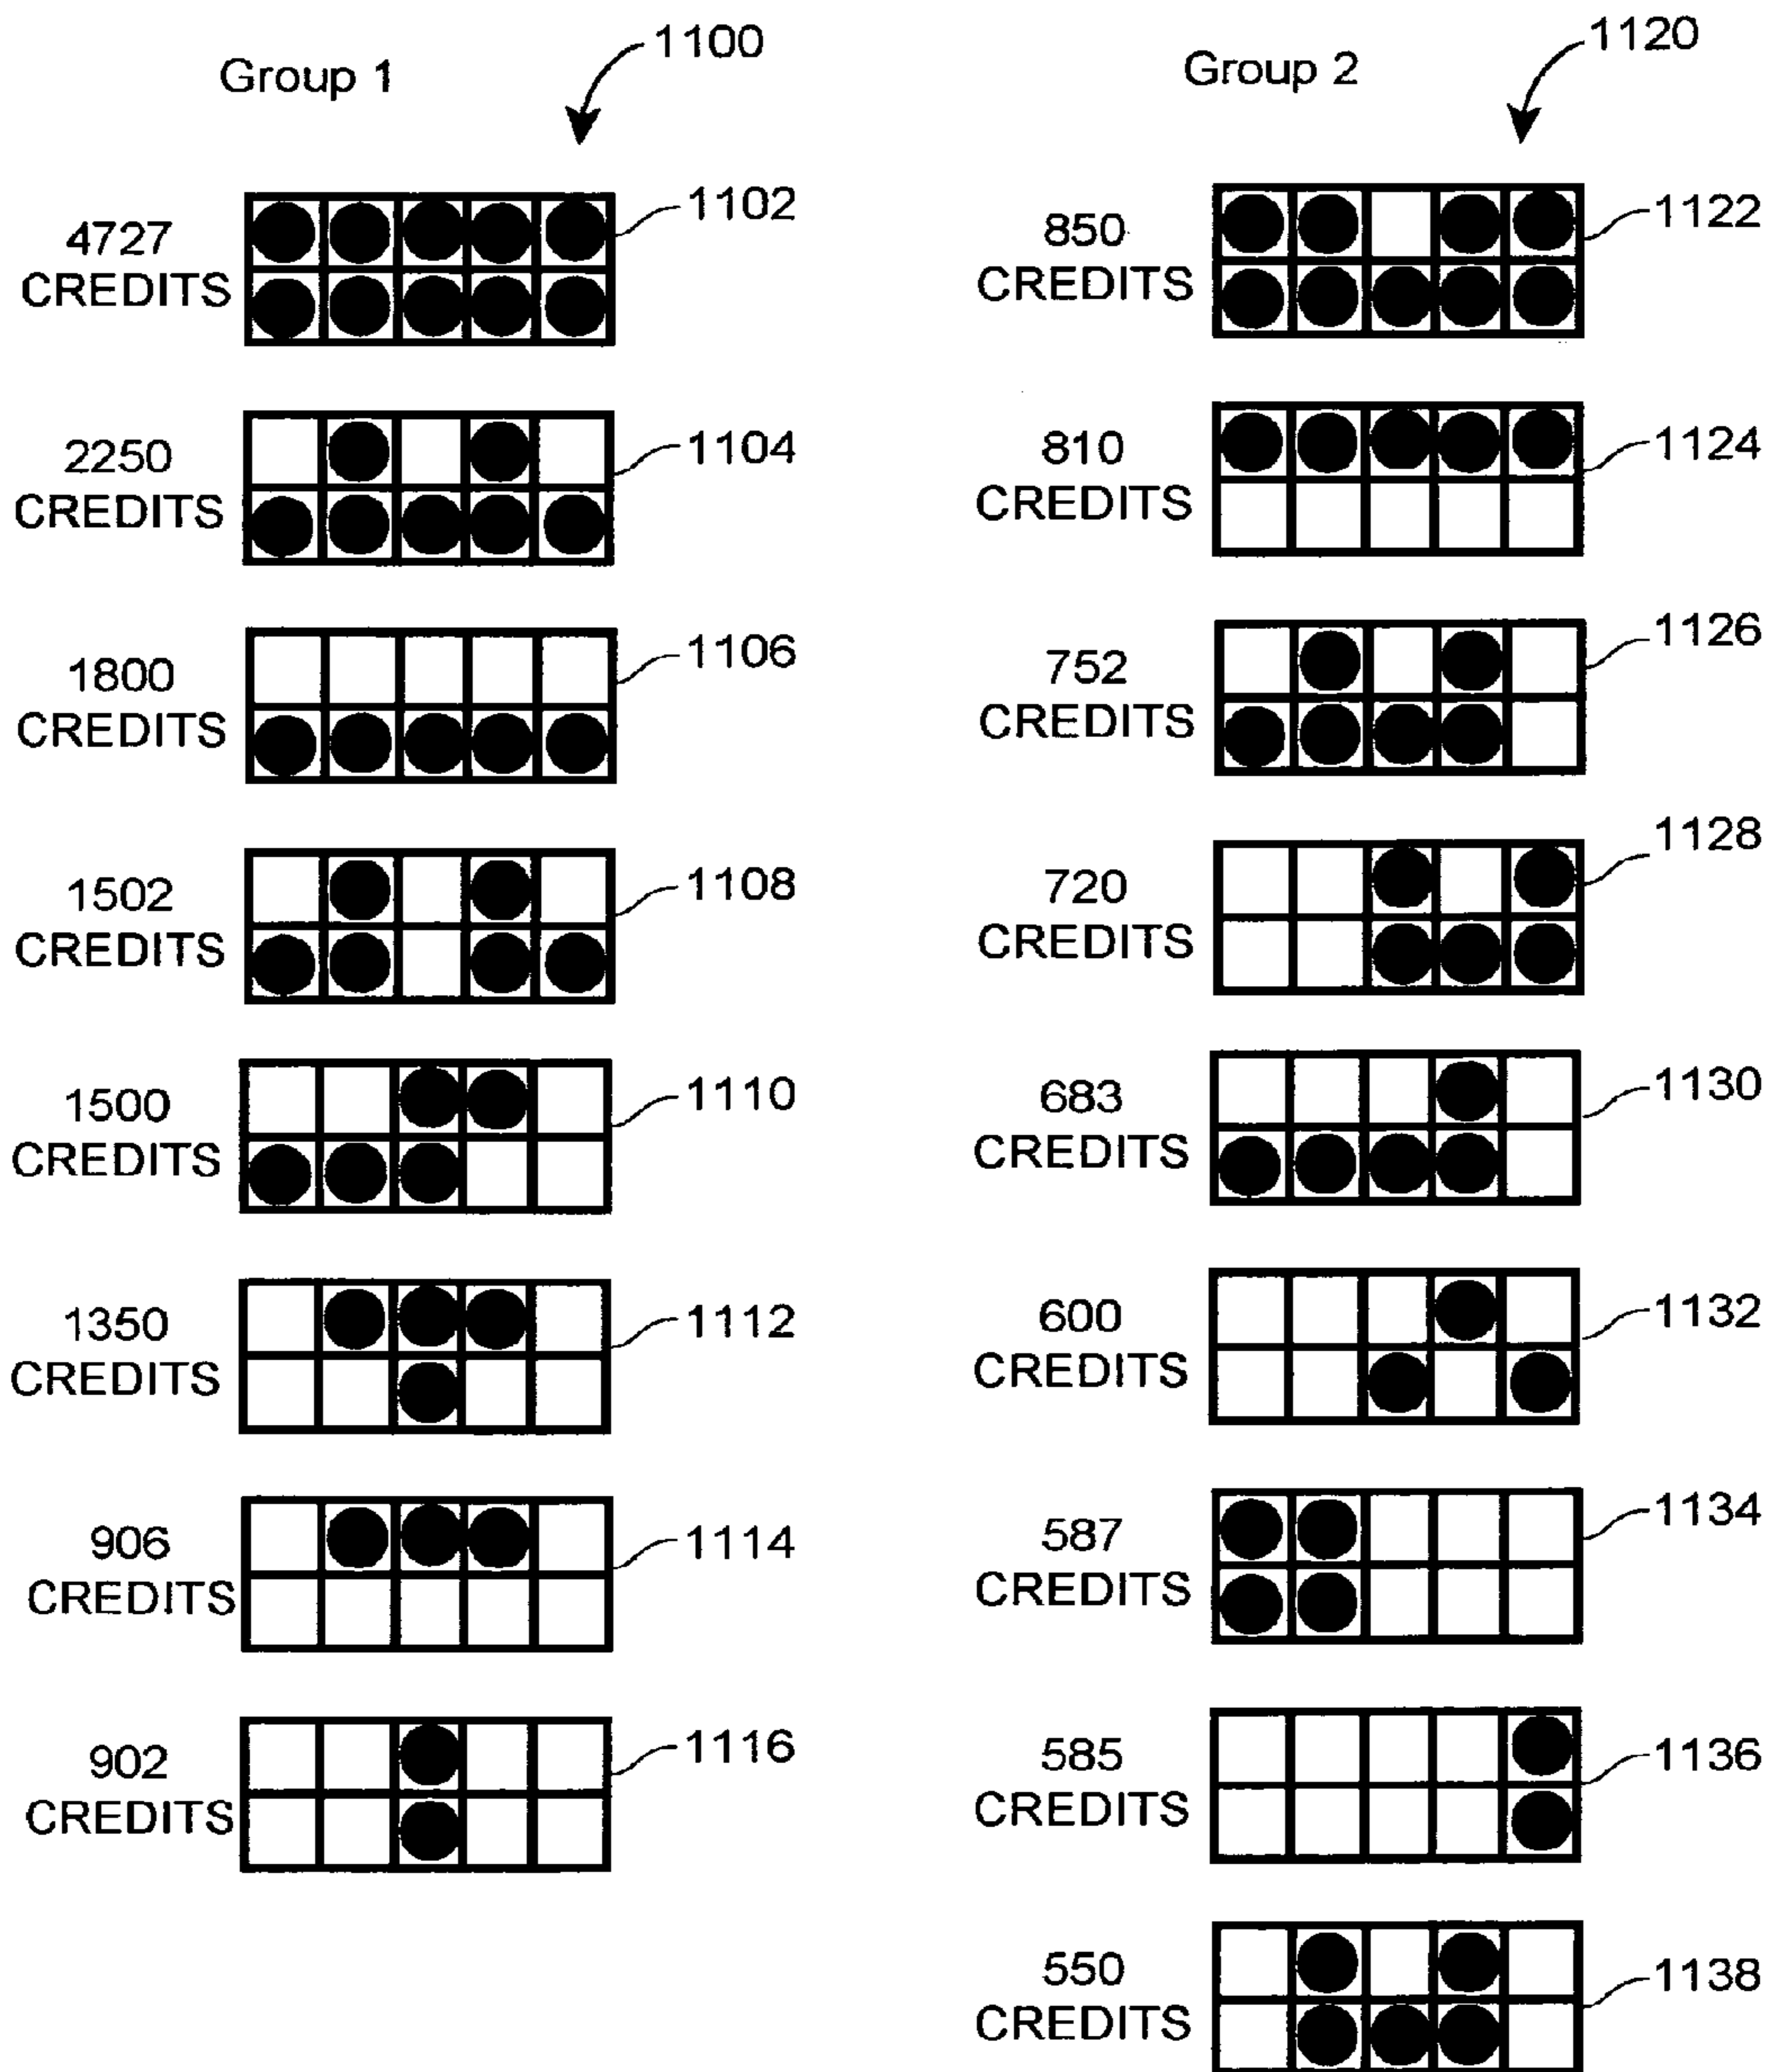 Group 1
1100
4727
CREDITS
1102
2250
CREDITS
1104
1800
CREDITS
1106
1502
CREDITS
1108
1500
CREDITS
1110
1350
CREDITS
1112
906
CREDITS
1114
902
CREDITS
1116
Group 2
1120
850
CREDITS
1122
810
CREDITS
1124
752
CREDITS
1126
720
CREDITS
1128
683
CREDITS
1130
600
CREDITS
1132
587
CREDITS
1134
585
CREDITS
1136
550
CREDITS
1138